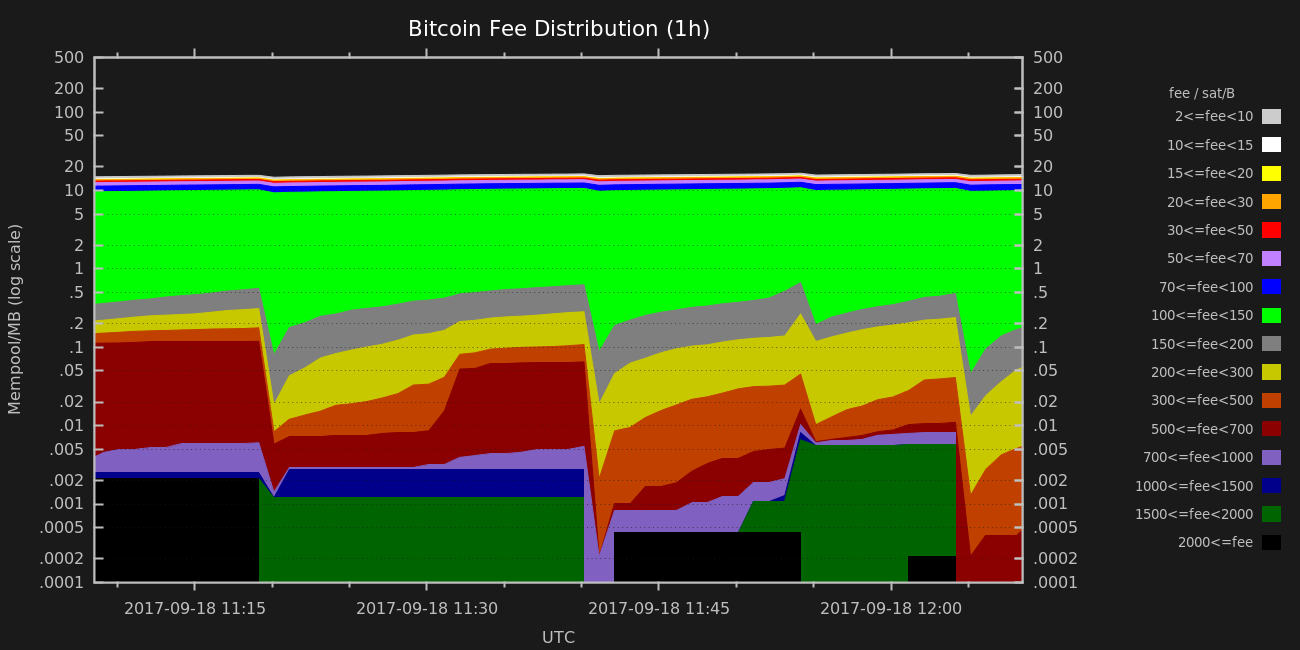 Bitcoin Fee Distribution (1h)
Mempool/MB (log scale)
500
200
100
50
20
10
5
2
1
.5
.2
.1
.05
.02
.01
.005
.002
.001
.0005
.0002
.0001
500
200
100
50
20
10
5
2
1
.5
.2
.1
.05
.02
.01
.005
.002
.001
.0005
.0002
.0001
fee / sat/B
2<=fee<10
10<=fee<15
15<=fee<20
20<=fee<30
30<=fee<50
50<=fee<70
70<=fee<100
100<=fee<150
150<=fee<200
200<=fee<300
300<=fee<500
500<=fee<700
700<=fee<1000
1000<=fee<1500
1500<=fee<2000
2000<=fee
2017-09-18 11:15 2017-09-18 11:30 2017-09-18 11:45 2017-09-18 12:00
UTC